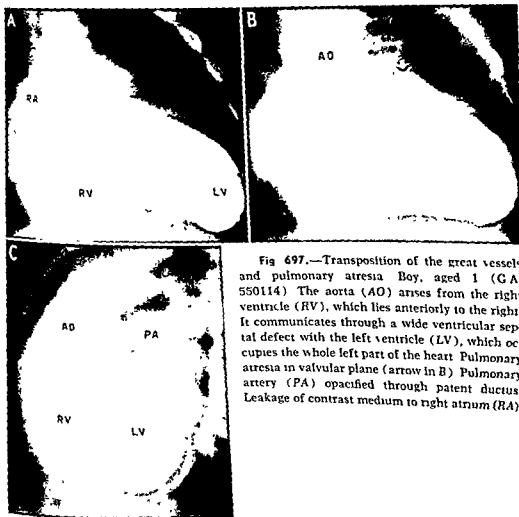 A
RA
RV
LV
B
AO
C
AO
PA
RV
LV
Fig 697.—Transposition of the great vessels
and pulmonary atresia Boy, aged 1 (G A
550114) The aorta (AO) arises from the right
ventricle (RV), which lies anteriorly to the right
It communicates through a wide ventricular sep-
tal defect with the left ventricle (LV), which oc-
cupies the whole left part of the heart Pulmonary
atresia in valvular plane (arrow in B) Pulmonary
artery (PA) opacified through patent ductus
Leakage of contrast medium to right atrium (RA)